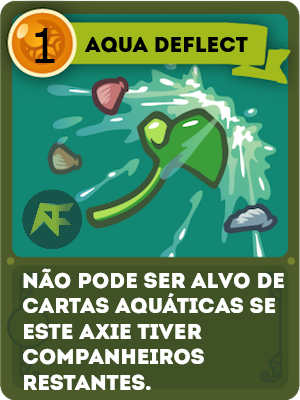 1 AQUA DEFLECT
NÃO PODE SER ALVO DE
CARTAS AQUÁTICAS SE
ESTE AXIE TIVER
COMPANHEIROS
RESTANTES.